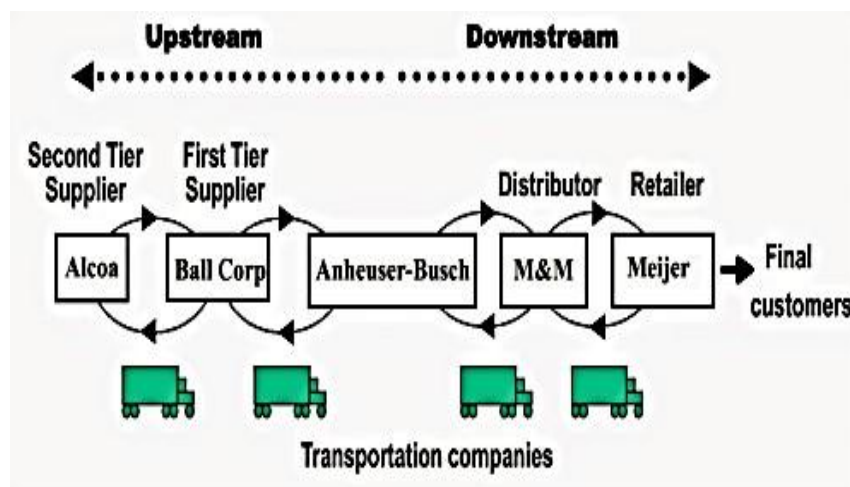 Upstream
Downstream
Second Tier
Supplier
First Tier
Supplier
Distributor
Retailer
Alcoa
Ball Corp
Anheuser-Busch
M&M
Meijer
Final
customers
Transportation companies